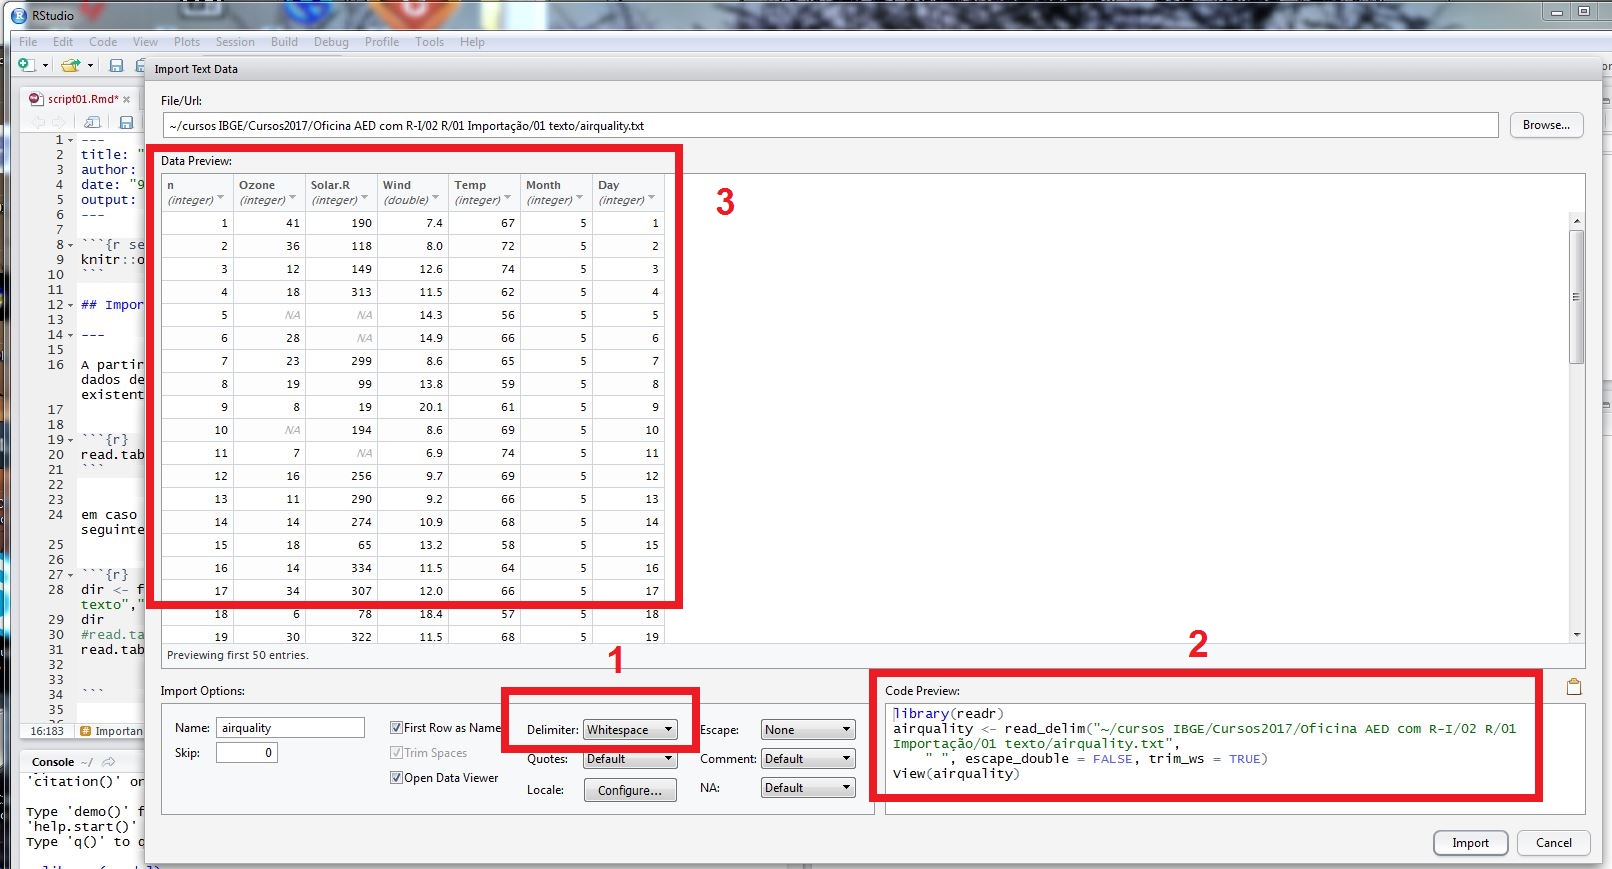 RStudio
File Edit Code View Plots Session Build Debug Profile Tools Help
Import Text Data
script01.Rmd*
File/Url:
~/cursos IBGE/Cursos2017/Oficina AED com R-I/02 R/01 Importação/01 texto/airquality.txt
Browse...
1 ---
2 title: "
3 author:
4 date: "9
5 output:
6 ---
7
8 ```{r se
9 knitr::o
10 ```
11
12 ## Impor
13
14 ---
15
16 A partir
dados de
existent
17
18
19 ```{r}
20 read.tab
21 ```
22
23
24 em caso
seguinte
25
26
27 ```{r}
28 dir <- f
texto","
29 dir
30 #read.ta
31 read.tab
32
33
34 ```
35
36
16:183 # Importan
Console ~/
'citation()' on
Type 'demo()' f
'help.start()'
Type 'q()' to q
Data Preview:
3
n Ozone Solar.R Wind Temp Month Day
(integer) (integer) (integer) (double) (integer) (integer) (integer)
1 41 190 7.4 67 5 1
2 36 118 8.0 72 5 2
3 12 149 12.6 74 5 3
4 18 313 11.5 62 5 4
5 NA NA 14.3 56 5 5
6 28 NA 14.9 66 5 6
7 23 299 8.6 65 5 7
8 19 99 13.8 59 5 8
9 8 19 20.1 61 5 9
10 NA 194 8.6 69 5 10
11 7 NA 6.9 74 5 11
12 16 256 9.7 69 5 12
13 11 290 9.2 66 5 13
14 14 274 10.9 68 5 14
15 18 65 13.2 58 5 15
16 14 334 11.5 64 5 16
17 34 307 12.0 66 5 17
18 6 78 18.4 57 5 18
19 30 322 11.5 68 5 19
Previewing first 50 entries.
1
2
Import Options:
Name: airquality
Skip: 0
First Row as Name
Trim Spaces
Open Data Viewer
Delimiter: Whitespace
Quotes: Default
Locale: Configure...
Escape: None
Comment: Default
NA: Default
Code Preview:
library(readr)
airquality <- read_delim("~/cursos IBGE/Cursos2017/Oficina AED com R-I/02 R/01
Importação/01 texto/airquality.txt",
" ", escape_double = FALSE, trim_ws = TRUE)
View(airquality)
Import Cancel